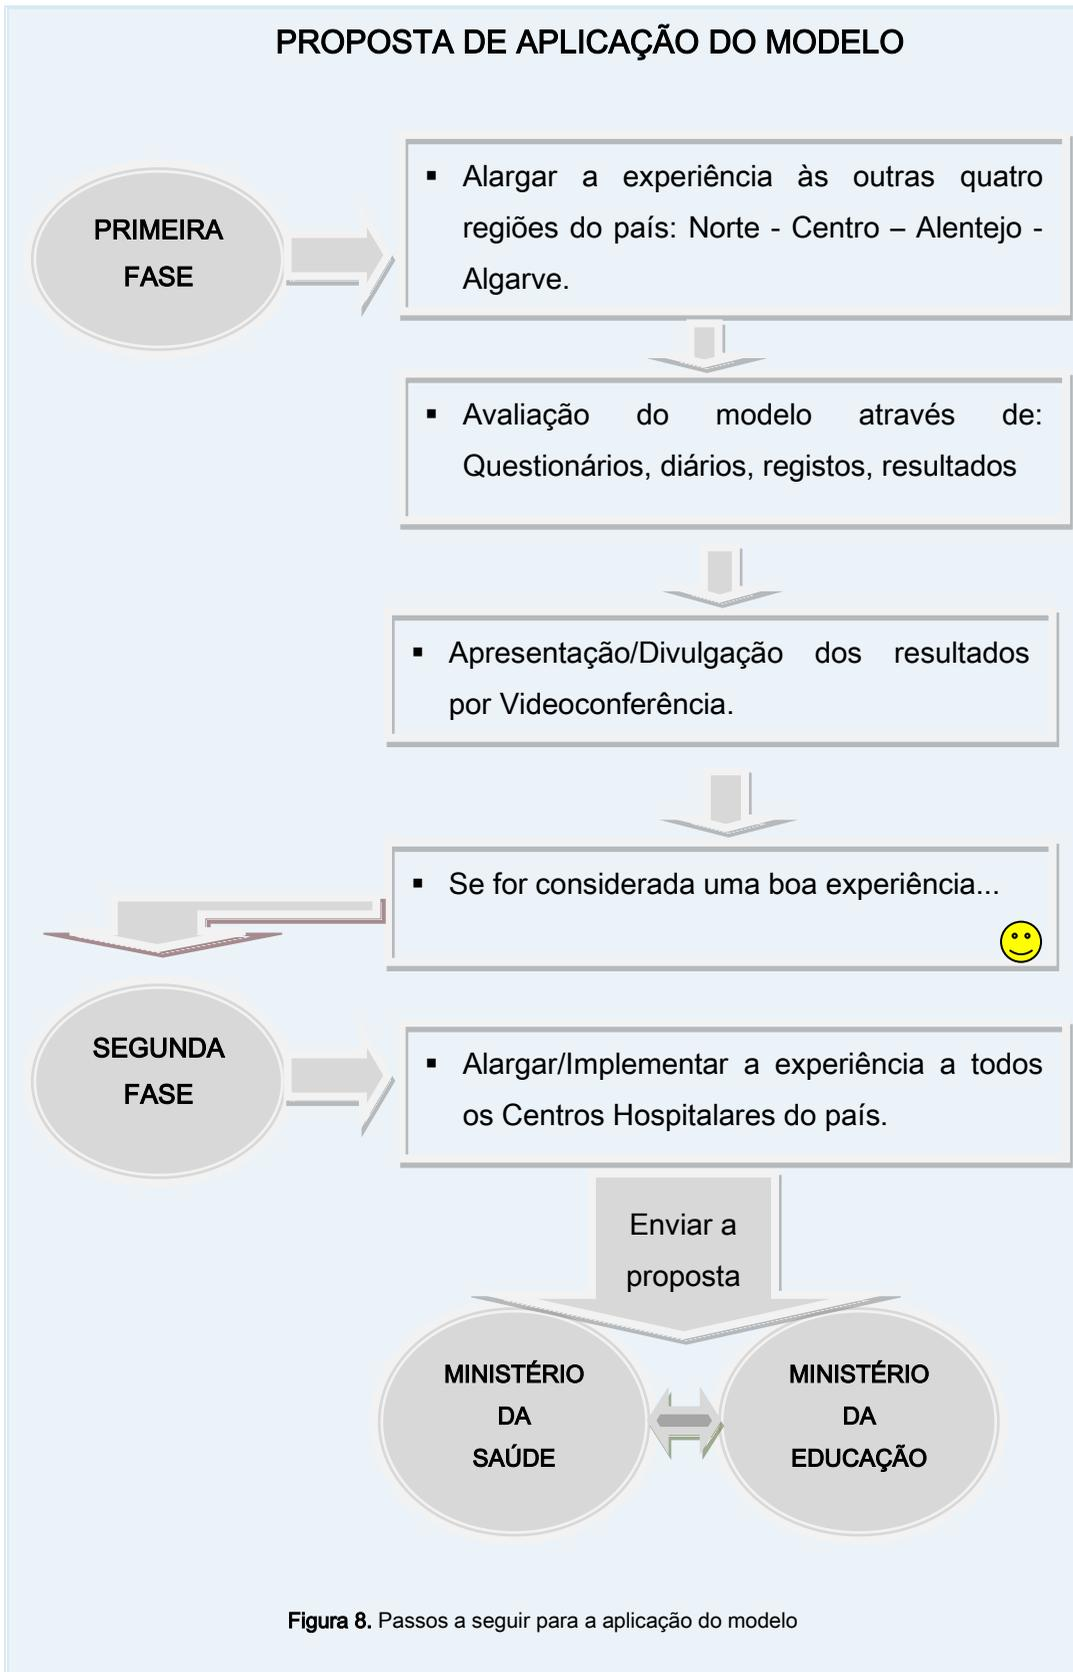 PROPOSTA DE APLICAÇÃO DO MODELO
PRIMEIRA
FASE
▪ Alargar a experiência às outras quatro
regiões do país: Norte - Centro – Alentejo -
Algarve.
▪ Avaliação do modelo através de:
Questionários, diários, registos, resultados
▪ Apresentação/Divulgação dos resultados
por Videoconferência.
▪ Se for considerada uma boa experiência...
SEGUNDA
FASE
▪ Alargar/Implementar a experiência a todos
os Centros Hospitalares do país.
Enviar a
proposta
MINISTÉRIO
DA
SAÚDE
MINISTÉRIO
DA
EDUCAÇÃO
Figura 8. Passos a seguir para a aplicação do modelo